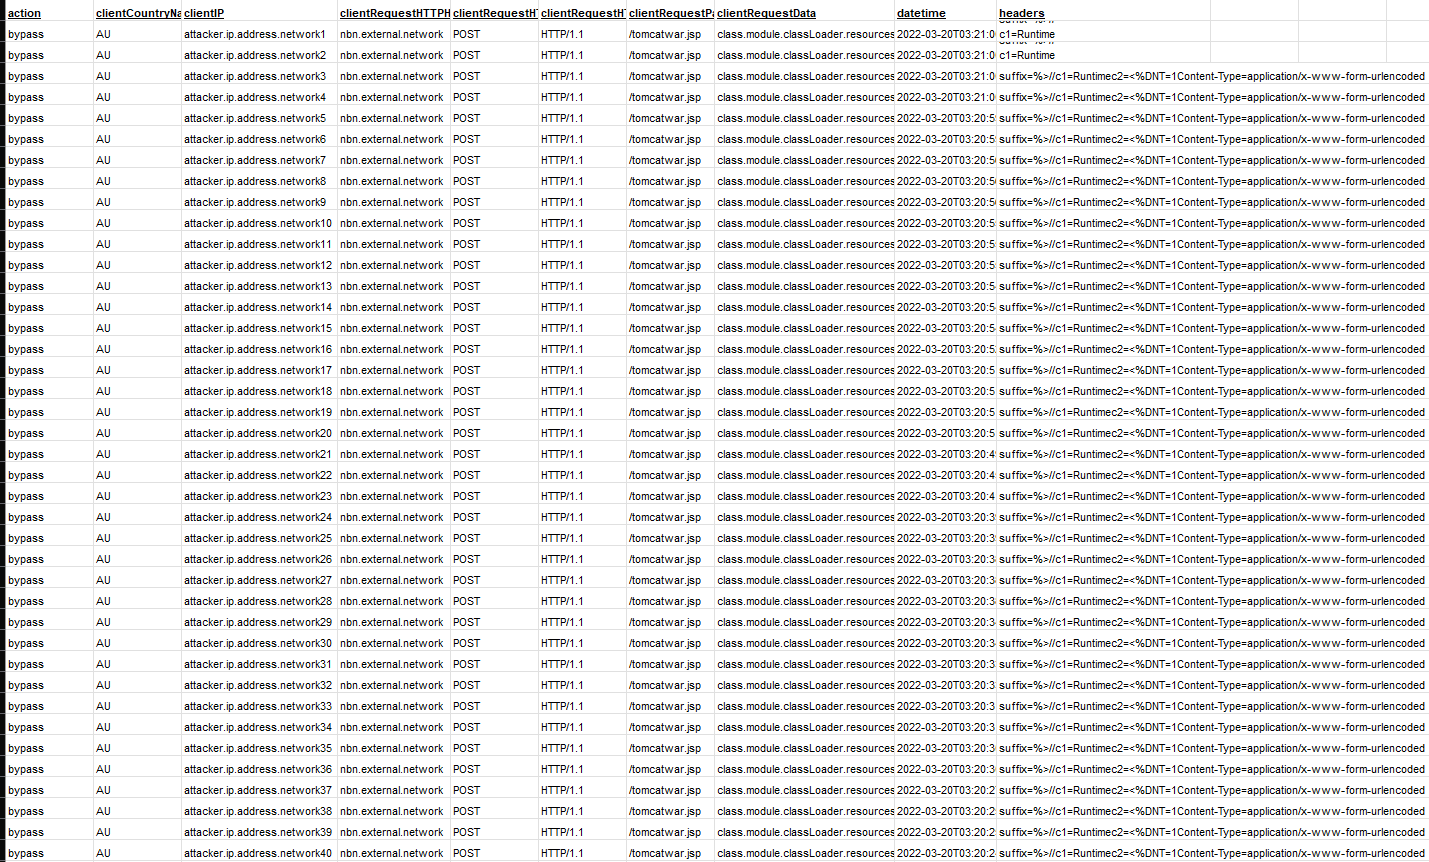 action clientCountryNa clientIP clientRequestHTTPH clientRequestH clientRequestH clientRequestPa clientRequestData datetime headers
bypass AU attacker.ip.address.network1 nbn.external.network POST HTTP/1.1 /tomcatwar.jsp class.module.classLoader.resources 2022-03-20T03:21:0 c1=Runtime
bypass AU attacker.ip.address.network2 nbn.external.network POST HTTP/1.1 /tomcatwar.jsp class.module.classLoader.resources 2022-03-20T03:21:0 c1=Runtime
bypass AU attacker.ip.address.network3 nbn.external.network POST HTTP/1.1 /tomcatwar.jsp class.module.classLoader.resources 2022-03-20T03:21:0 suffix=%>//c1=Runtimec2=<%DNT=1Content-Type=application/x-www-form-urlencoded
bypass AU attacker.ip.address.network4 nbn.external.network POST HTTP/1.1 /tomcatwar.jsp class.module.classLoader.resources 2022-03-20T03:21:0 suffix=%>//c1=Runtimec2=<%DNT=1Content-Type=application/x-www-form-urlencoded
bypass AU attacker.ip.address.network5 nbn.external.network POST HTTP/1.1 /tomcatwar.jsp class.module.classLoader.resources 2022-03-20T03:20:5 suffix=%>//c1=Runtimec2=<%DNT=1Content-Type=application/x-www-form-urlencoded
bypass AU attacker.ip.address.network6 nbn.external.network POST HTTP/1.1 /tomcatwar.jsp class.module.classLoader.resources 2022-03-20T03:20:5 suffix=%>//c1=Runtimec2=<%DNT=1Content-Type=application/x-www-form-urlencoded
bypass AU attacker.ip.address.network7 nbn.external.network POST HTTP/1.1 /tomcatwar.jsp class.module.classLoader.resources 2022-03-20T03:20:5 suffix=%>//c1=Runtimec2=<%DNT=1Content-Type=application/x-www-form-urlencoded
bypass AU attacker.ip.address.network8 nbn.external.network POST HTTP/1.1 /tomcatwar.jsp class.module.classLoader.resources 2022-03-20T03:20:5 suffix=%>//c1=Runtimec2=<%DNT=1Content-Type=application/x-www-form-urlencoded
bypass AU attacker.ip.address.network9 nbn.external.network POST HTTP/1.1 /tomcatwar.jsp class.module.classLoader.resources 2022-03-20T03:20:5 suffix=%>//c1=Runtimec2=<%DNT=1Content-Type=application/x-www-form-urlencoded
bypass AU attacker.ip.address.network10 nbn.external.network POST HTTP/1.1 /tomcatwar.jsp class.module.classLoader.resources 2022-03-20T03:20:5 suffix=%>//c1=Runtimec2=<%DNT=1Content-Type=application/x-www-form-urlencoded
bypass AU attacker.ip.address.network11 nbn.external.network POST HTTP/1.1 /tomcatwar.jsp class.module.classLoader.resources 2022-03-20T03:20:5 suffix=%>//c1=Runtimec2=<%DNT=1Content-Type=application/x-www-form-urlencoded
bypass AU attacker.ip.address.network12 nbn.external.network POST HTTP/1.1 /tomcatwar.jsp class.module.classLoader.resources 2022-03-20T03:20:5 suffix=%>//c1=Runtimec2=<%DNT=1Content-Type=application/x-www-form-urlencoded
bypass AU attacker.ip.address.network13 nbn.external.network POST HTTP/1.1 /tomcatwar.jsp class.module.classLoader.resources 2022-03-20T03:20:5 suffix=%>//c1=Runtimec2=<%DNT=1Content-Type=application/x-www-form-urlencoded
bypass AU attacker.ip.address.network14 nbn.external.network POST HTTP/1.1 /tomcatwar.jsp class.module.classLoader.resources 2022-03-20T03:20:5 suffix=%>//c1=Runtimec2=<%DNT=1Content-Type=application/x-www-form-urlencoded
bypass AU attacker.ip.address.network15 nbn.external.network POST HTTP/1.1 /tomcatwar.jsp class.module.classLoader.resources 2022-03-20T03:20:5 suffix=%>//c1=Runtimec2=<%DNT=1Content-Type=application/x-www-form-urlencoded
bypass AU attacker.ip.address.network16 nbn.external.network POST HTTP/1.1 /tomcatwar.jsp class.module.classLoader.resources 2022-03-20T03:20:5 suffix=%>//c1=Runtimec2=<%DNT=1Content-Type=application/x-www-form-urlencoded
bypass AU attacker.ip.address.network17 nbn.external.network POST HTTP/1.1 /tomcatwar.jsp class.module.classLoader.resources 2022-03-20T03:20:5 suffix=%>//c1=Runtimec2=<%DNT=1Content-Type=application/x-www-form-urlencoded
bypass AU attacker.ip.address.network18 nbn.external.network POST HTTP/1.1 /tomcatwar.jsp class.module.classLoader.resources 2022-03-20T03:20:5 suffix=%>//c1=Runtimec2=<%DNT=1Content-Type=application/x-www-form-urlencoded
bypass AU attacker.ip.address.network19 nbn.external.network POST HTTP/1.1 /tomcatwar.jsp class.module.classLoader.resources 2022-03-20T03:20:5 suffix=%>//c1=Runtimec2=<%DNT=1Content-Type=application/x-www-form-urlencoded
bypass AU attacker.ip.address.network20 nbn.external.network POST HTTP/1.1 /tomcatwar.jsp class.module.classLoader.resources 2022-03-20T03:20:5 suffix=%>//c1=Runtimec2=<%DNT=1Content-Type=application/x-www-form-urlencoded
bypass AU attacker.ip.address.network21 nbn.external.network POST HTTP/1.1 /tomcatwar.jsp class.module.classLoader.resources 2022-03-20T03:20:4 suffix=%>//c1=Runtimec2=<%DNT=1Content-Type=application/x-www-form-urlencoded
bypass AU attacker.ip.address.network22 nbn.external.network POST HTTP/1.1 /tomcatwar.jsp class.module.classLoader.resources 2022-03-20T03:20:4 suffix=%>//c1=Runtimec2=<%DNT=1Content-Type=application/x-www-form-urlencoded
bypass AU attacker.ip.address.network23 nbn.external.network POST HTTP/1.1 /tomcatwar.jsp class.module.classLoader.resources 2022-03-20T03:20:4 suffix=%>//c1=Runtimec2=<%DNT=1Content-Type=application/x-www-form-urlencoded
bypass AU attacker.ip.address.network24 nbn.external.network POST HTTP/1.1 /tomcatwar.jsp class.module.classLoader.resources 2022-03-20T03:20:3 suffix=%>//c1=Runtimec2=<%DNT=1Content-Type=application/x-www-form-urlencoded
bypass AU attacker.ip.address.network25 nbn.external.network POST HTTP/1.1 /tomcatwar.jsp class.module.classLoader.resources 2022-03-20T03:20:3 suffix=%>//c1=Runtimec2=<%DNT=1Content-Type=application/x-www-form-urlencoded
bypass AU attacker.ip.address.network26 nbn.external.network POST HTTP/1.1 /tomcatwar.jsp class.module.classLoader.resources 2022-03-20T03:20:3 suffix=%>//c1=Runtimec2=<%DNT=1Content-Type=application/x-www-form-urlencoded
bypass AU attacker.ip.address.network27 nbn.external.network POST HTTP/1.1 /tomcatwar.jsp class.module.classLoader.resources 2022-03-20T03:20:3 suffix=%>//c1=Runtimec2=<%DNT=1Content-Type=application/x-www-form-urlencoded
bypass AU attacker.ip.address.network28 nbn.external.network POST HTTP/1.1 /tomcatwar.jsp class.module.classLoader.resources 2022-03-20T03:20:3 suffix=%>//c1=Runtimec2=<%DNT=1Content-Type=application/x-www-form-urlencoded
bypass AU attacker.ip.address.network29 nbn.external.network POST HTTP/1.1 /tomcatwar.jsp class.module.classLoader.resources 2022-03-20T03:20:3 suffix=%>//c1=Runtimec2=<%DNT=1Content-Type=application/x-www-form-urlencoded
bypass AU attacker.ip.address.network30 nbn.external.network POST HTTP/1.1 /tomcatwar.jsp class.module.classLoader.resources 2022-03-20T03:20:3 suffix=%>//c1=Runtimec2=<%DNT=1Content-Type=application/x-www-form-urlencoded
bypass AU attacker.ip.address.network31 nbn.external.network POST HTTP/1.1 /tomcatwar.jsp class.module.classLoader.resources 2022-03-20T03:20:3 suffix=%>//c1=Runtimec2=<%DNT=1Content-Type=application/x-www-form-urlencoded
bypass AU attacker.ip.address.network32 nbn.external.network POST HTTP/1.1 /tomcatwar.jsp class.module.classLoader.resources 2022-03-20T03:20:3 suffix=%>//c1=Runtimec2=<%DNT=1Content-Type=application/x-www-form-urlencoded
bypass AU attacker.ip.address.network33 nbn.external.network POST HTTP/1.1 /tomcatwar.jsp class.module.classLoader.resources 2022-03-20T03:20:3 suffix=%>//c1=Runtimec2=<%DNT=1Content-Type=application/x-www-form-urlencoded
bypass AU attacker.ip.address.network34 nbn.external.network POST HTTP/1.1 /tomcatwar.jsp class.module.classLoader.resources 2022-03-20T03:20:3 suffix=%>//c1=Runtimec2=<%DNT=1Content-Type=application/x-www-form-urlencoded
bypass AU attacker.ip.address.network35 nbn.external.network POST HTTP/1.1 /tomcatwar.jsp class.module.classLoader.resources 2022-03-20T03:20:3 suffix=%>//c1=Runtimec2=<%DNT=1Content-Type=application/x-www-form-urlencoded
bypass AU attacker.ip.address.network36 nbn.external.network POST HTTP/1.1 /tomcatwar.jsp class.module.classLoader.resources 2022-03-20T03:20:3 suffix=%>//c1=Runtimec2=<%DNT=1Content-Type=application/x-www-form-urlencoded
bypass AU attacker.ip.address.network37 nbn.external.network POST HTTP/1.1 /tomcatwar.jsp class.module.classLoader.resources 2022-03-20T03:20:2 suffix=%>//c1=Runtimec2=<%DNT=1Content-Type=application/x-www-form-urlencoded
bypass AU attacker.ip.address.network38 nbn.external.network POST HTTP/1.1 /tomcatwar.jsp class.module.classLoader.resources 2022-03-20T03:20:2 suffix=%>//c1=Runtimec2=<%DNT=1Content-Type=application/x-www-form-urlencoded
bypass AU attacker.ip.address.network39 nbn.external.network POST HTTP/1.1 /tomcatwar.jsp class.module.classLoader.resources 2022-03-20T03:20:2 suffix=%>//c1=Runtimec2=<%DNT=1Content-Type=application/x-www-form-urlencoded
bypass AU attacker.ip.address.network40 nbn.external.network POST HTTP/1.1 /tomcatwar.jsp class.module.classLoader.resources 2022-03-20T03:20:2 suffix=%>//c1=Runtimec2=<%DNT=1Content-Type=application/x-www-form-urlencoded